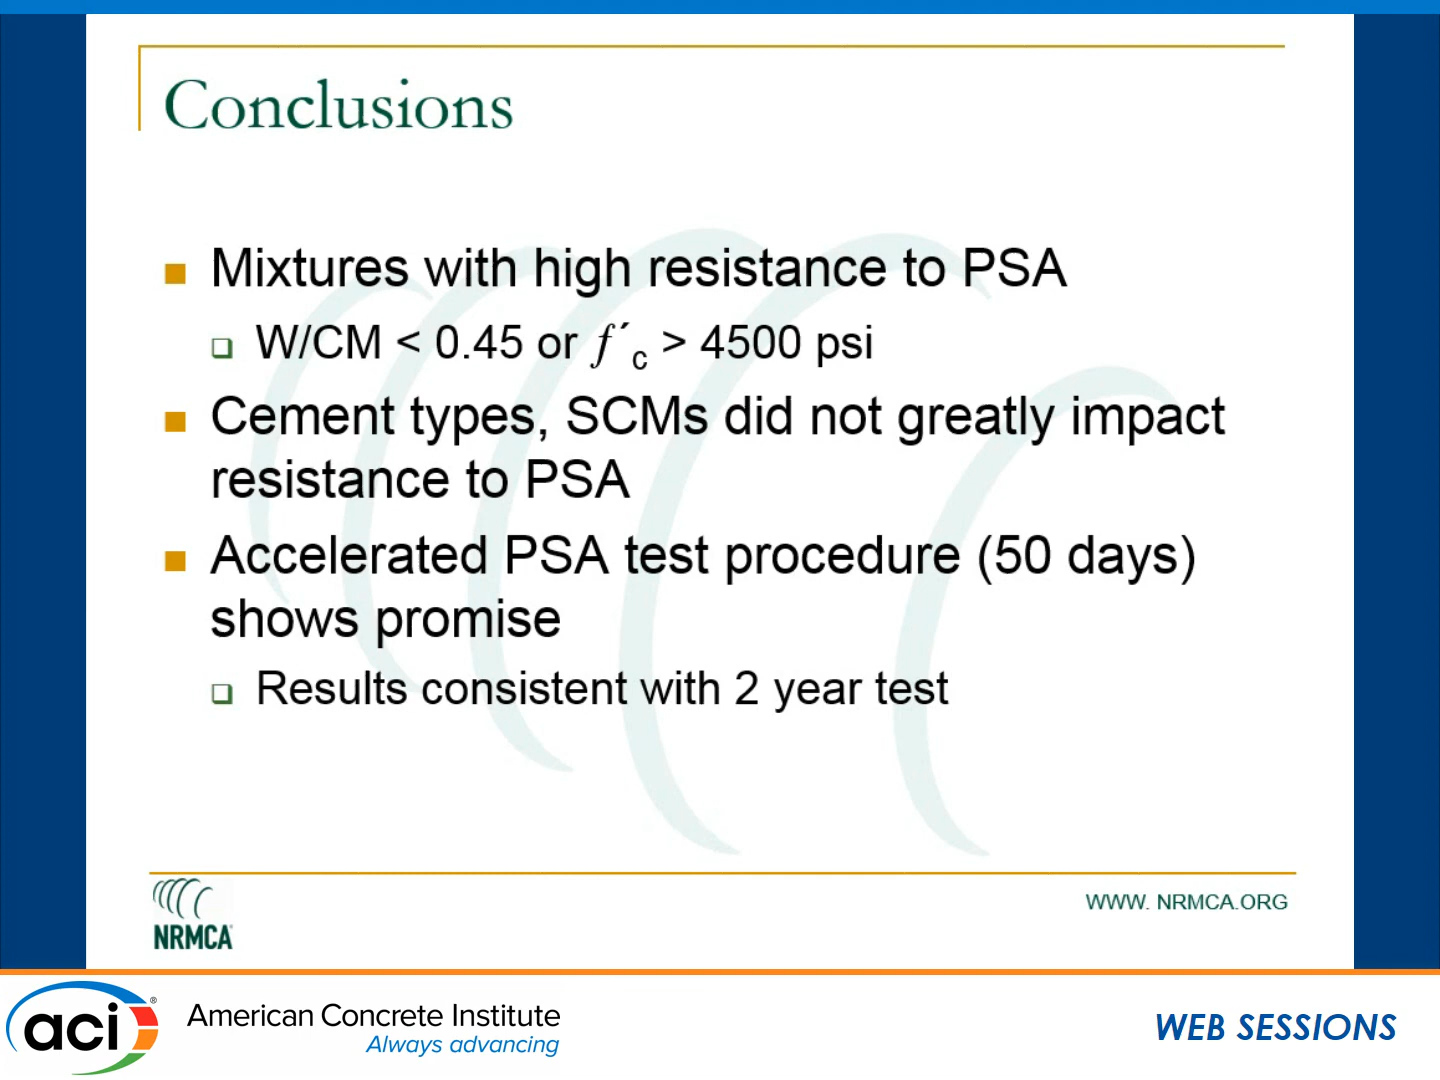 Conclusions
Mixtures with high resistance to PSA
W/CM < 0.45 or f´c > 4500 psi
Cement types, SCMs did not greatly impact
resistance to PSA
Accelerated PSA test procedure (50 days)
shows promise
Results consistent with 2 year test
NRMCA
WWW. NRMCA.ORG
aci®
American Concrete Institute
Always advancing
WEB SESSIONS